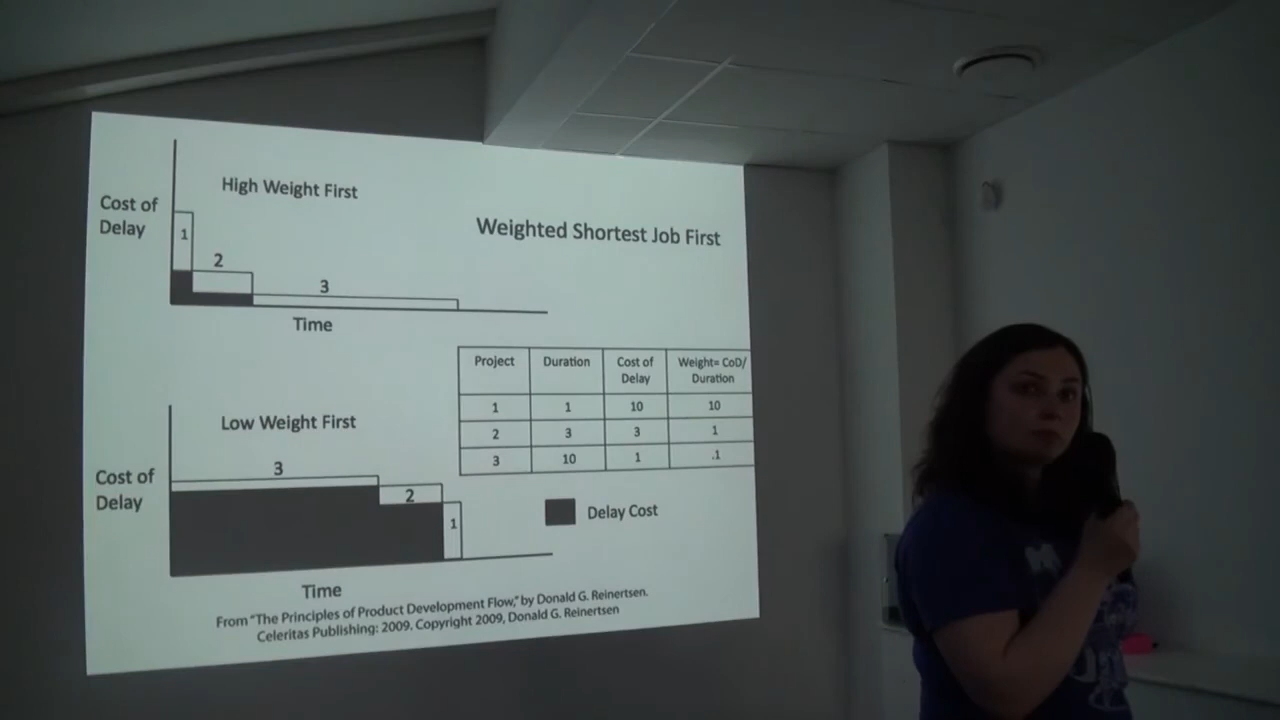 High Weight First
Cost of
Delay
1
2
3
Time
Weighted Shortest Job First
Project Duration Cost of Delay Weight= CoD/ Duration
1 1 10 10
2 3 3 1
3 10 1 .1
Low Weight First
Cost of
Delay
3
2
1
Time
Delay Cost
From "The Principles of Product Development Flow," by Donald G. Reinertsen.
Celeritas Publishing: 2009. Copyright 2009, Donald G. Reinertsen